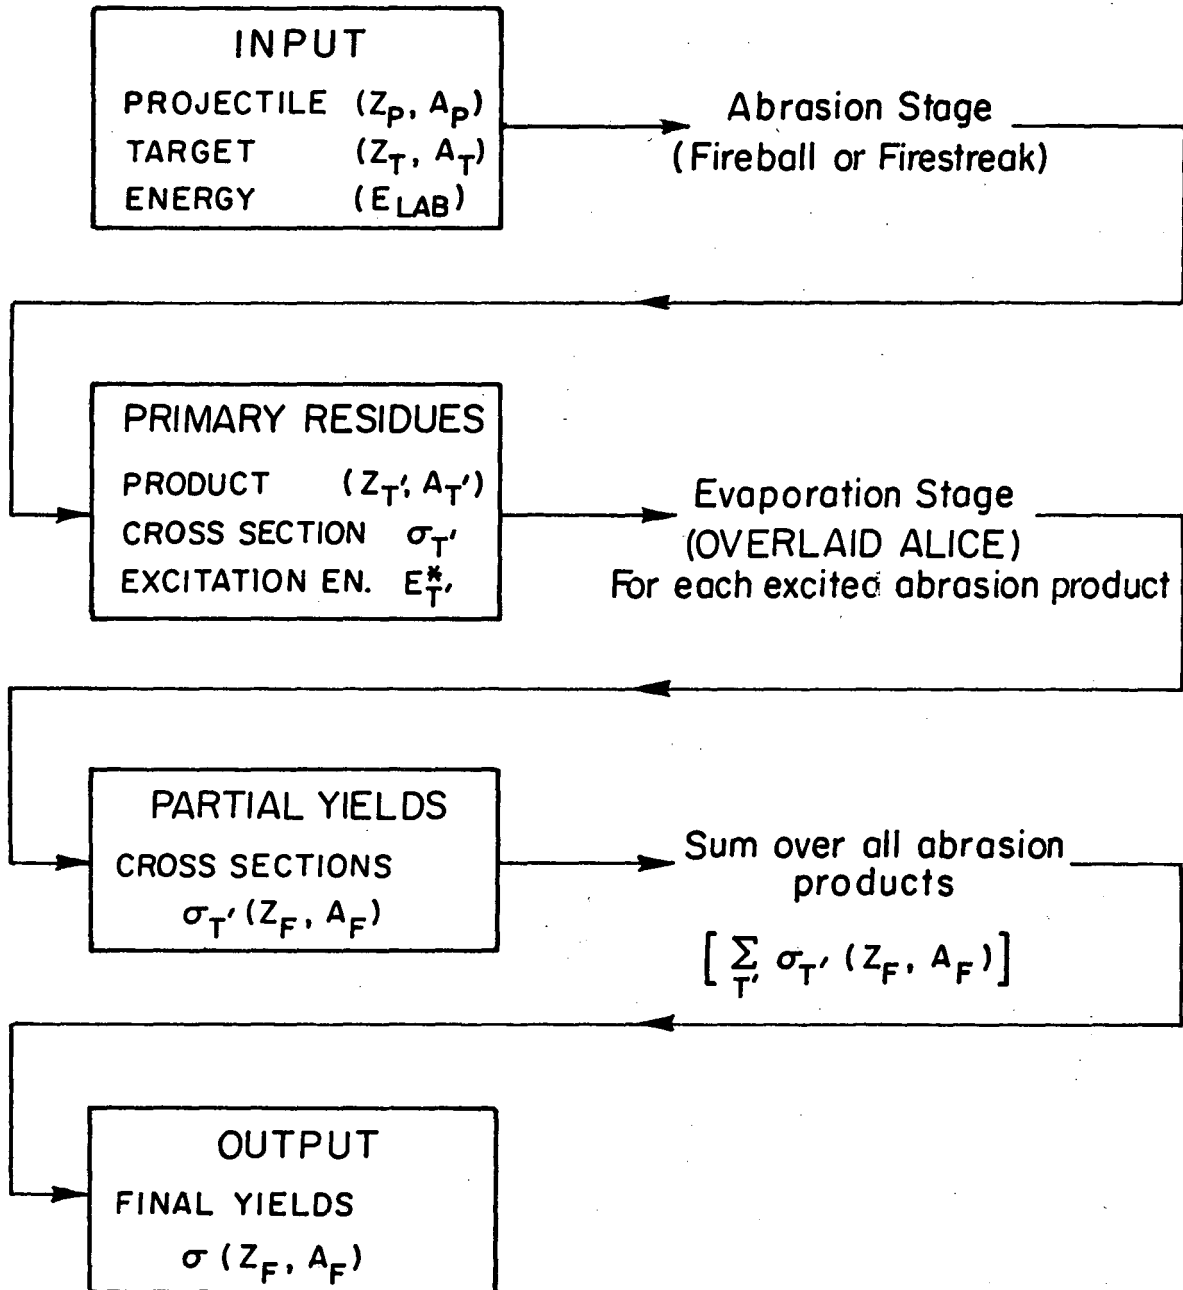 INPUT
PROJECTILE (Z_P, A_P)
TARGET (Z_T, A_T)
ENERGY (E_LAB)
Abrasion Stage
(Fireball or Firestreak)
PRIMARY RESIDUES
PRODUCT (Z_T', A_T')
CROSS SECTION σ_T'
EXCITATION EN. E*_T'
Evaporation Stage
(OVERLAID ALICE)
For each excited abrasion product
PARTIAL YIELDS
CROSS SECTIONS
σ_T' (Z_F, A_F)
Sum over all abrasion
products
[ Σ_T' σ_T' (Z_F, A_F) ]
OUTPUT
FINAL YIELDS
σ (Z_F, A_F)